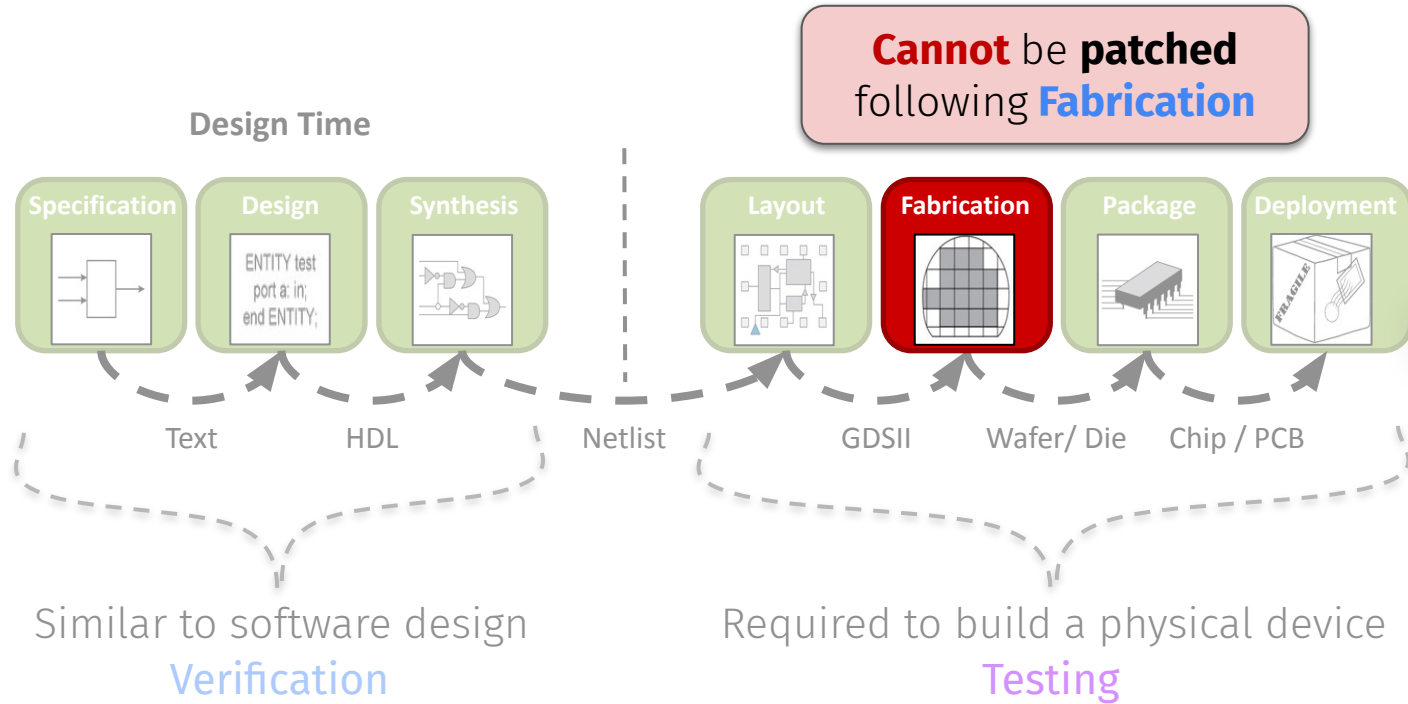 Cannot be patched
following Fabrication
Design Time
Specification
Design
Synthesis
Layout
Fabrication
Package
Deployment
ENTITY test
port a: in;
end ENTITY;
FRAGILE
Text
HDL
Netlist
GDSII
Wafer/ Die
Chip / PCB
Similar to software design
Verification
Required to build a physical device
Testing